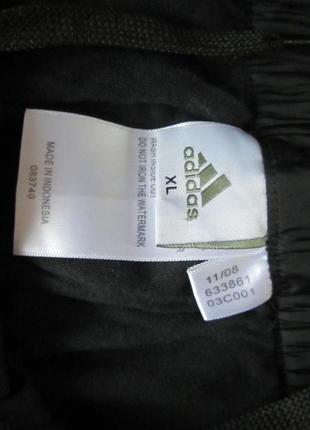 adidas
XL
WASH INSIDE OUT
DO NOT IRON THE WATERMARK
MADE IN INDONESIA
083740
11/08
633861
03C001